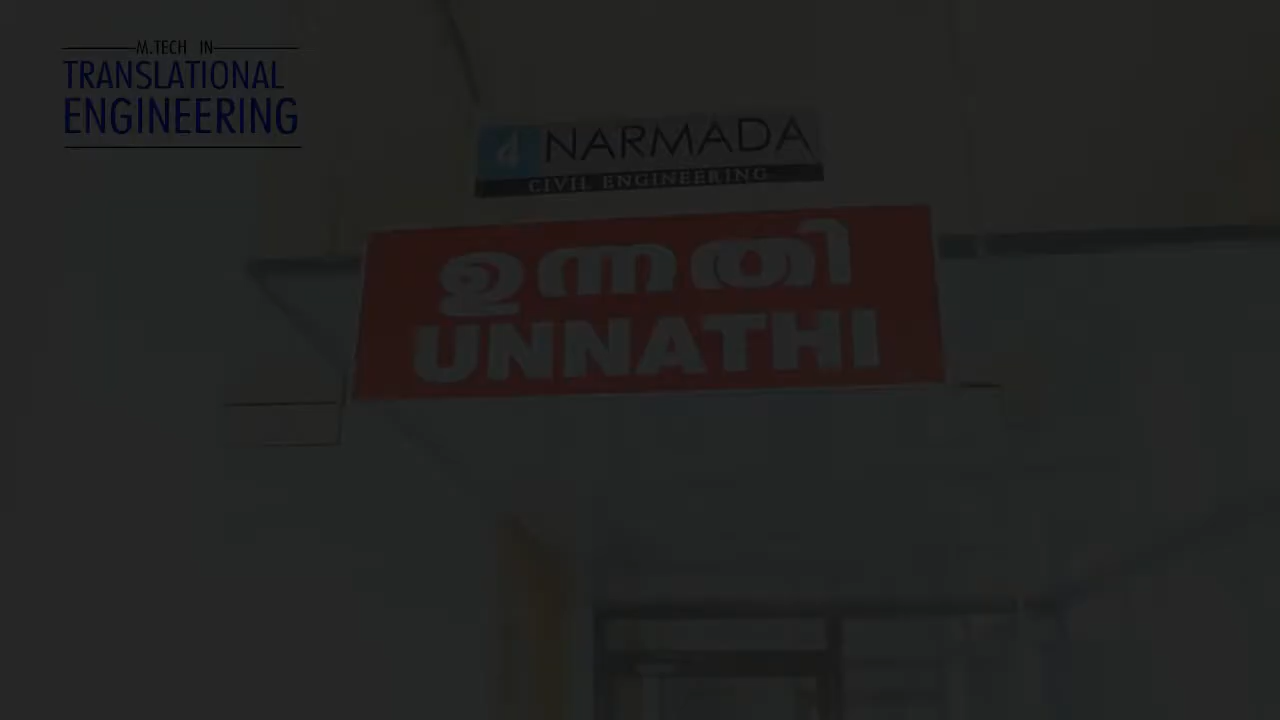 M.TECH IN
TRANSLATIONAL
ENGINEERING
4 NARMADA
CIVIL ENGINEERING
ഉന്നതി
UNNATHI